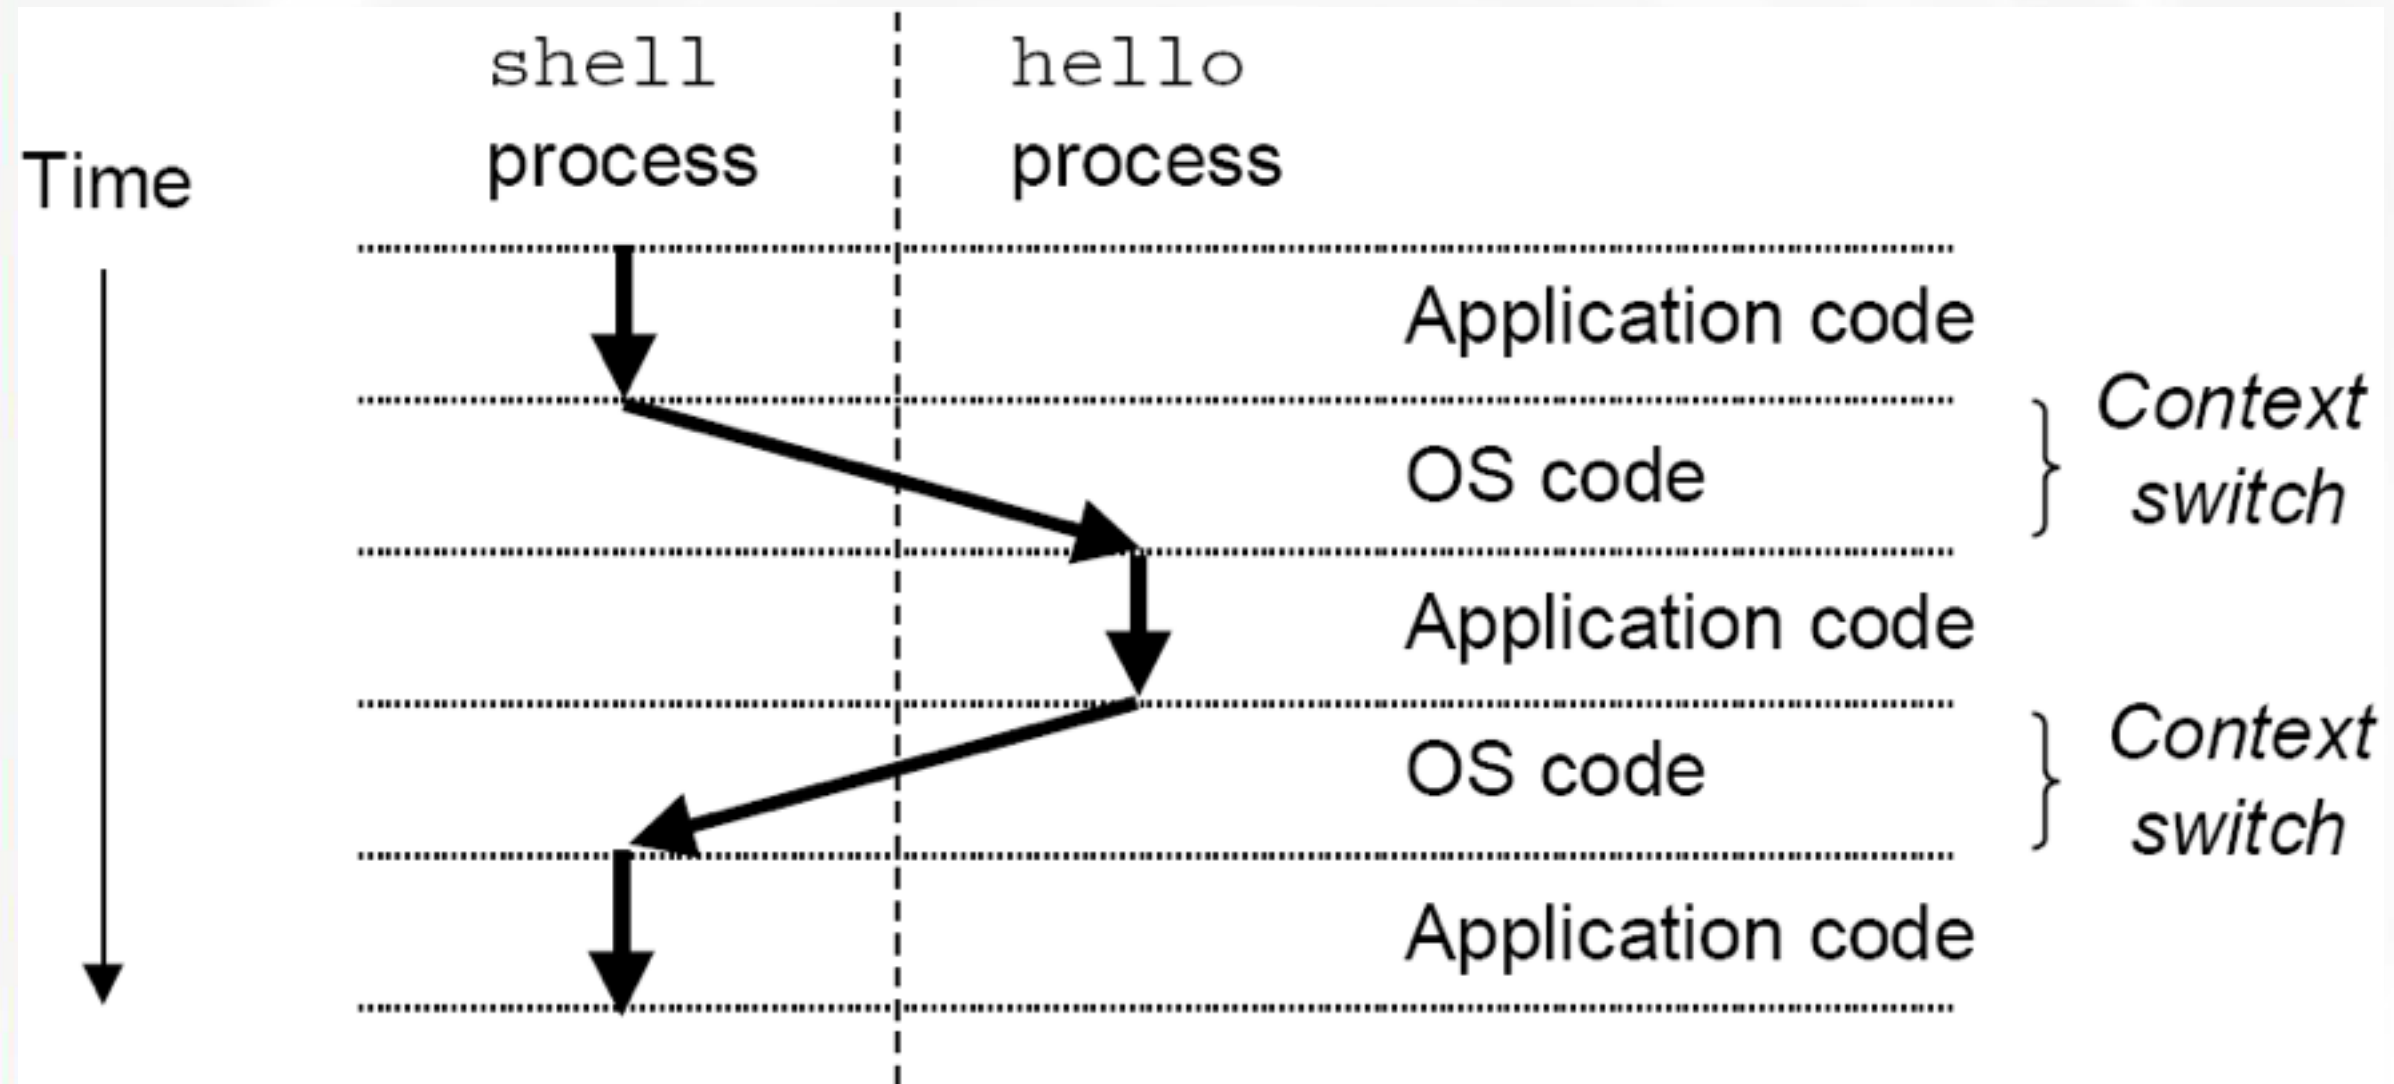 shell
process
hello
process
Time
Application code
Context
switch
OS code
Application code
Context
switch
OS code
Application code